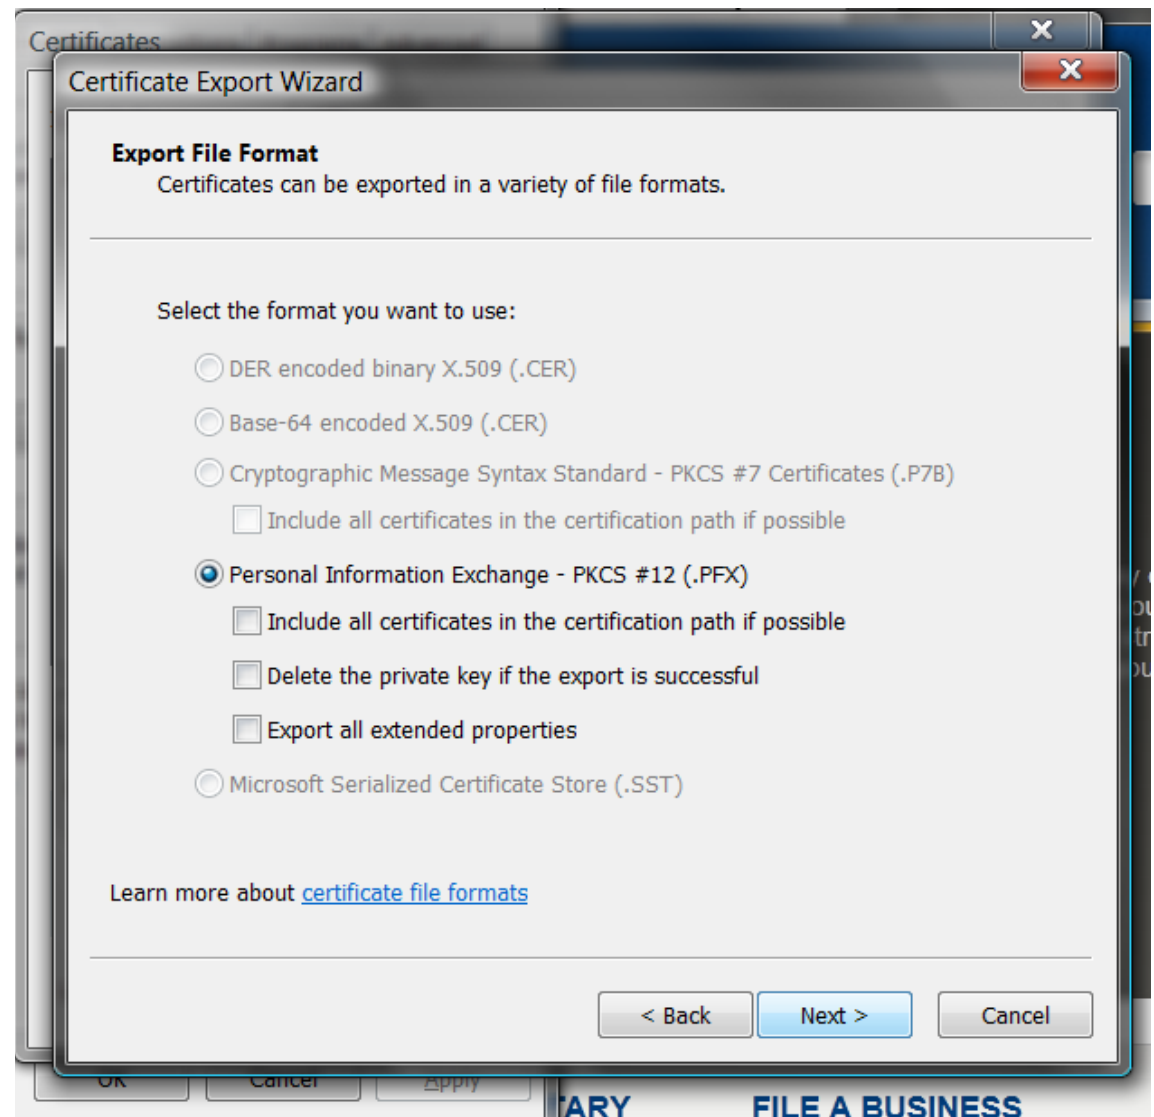 Certificates
Certificate Export Wizard
Export File Format
Certificates can be exported in a variety of file formats.
Select the format you want to use:
DER encoded binary X.509 (.CER)
Base-64 encoded X.509 (.CER)
Cryptographic Message Syntax Standard - PKCS #7 Certificates (.P7B)
Include all certificates in the certification path if possible
Personal Information Exchange - PKCS #12 (.PFX)
Include all certificates in the certification path if possible
Delete the private key if the export is successful
Export all extended properties
Microsoft Serialized Certificate Store (.SST)
Learn more about certificate file formats
< Back Next > Cancel
OK Cancel Apply
FILE A BUSINESS